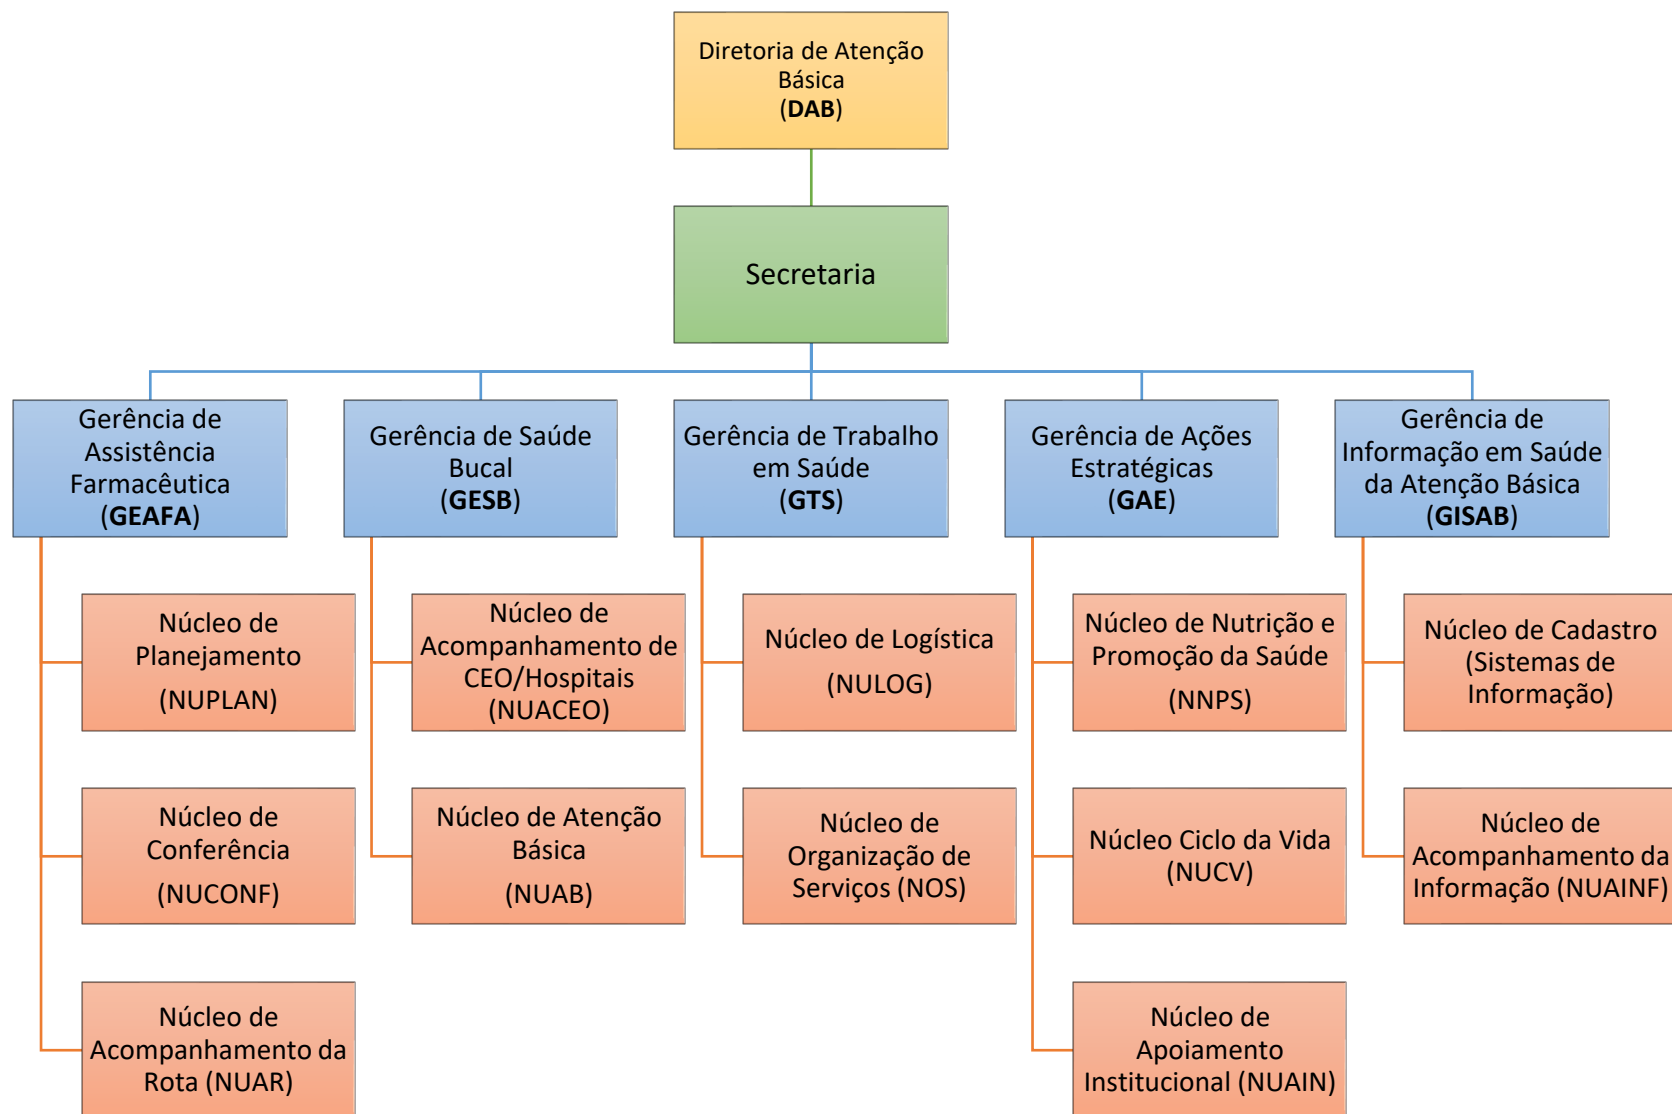 Diretoria de Atenção
Básica
(DAB)
Secretaria
Gerência de
Assistência
Farmacêutica
(GEAFA)
Gerência de Saúde
Bucal
(GESB)
Gerência de Trabalho
em Saúde
(GTS)
Gerência de Ações
Estratégicas
(GAE)
Gerência de
Informação em Saúde
da Atenção Básica
(GISAB)
Núcleo de
Planejamento
(NUPLAN)
Núcleo de
Acompanhamento de
CEO/Hospitais
(NUACEO)
Núcleo de Logística
(NULOG)
Núcleo de Nutrição e
Promoção da Saúde
(NNPS)
Núcleo de Cadastro
(Sistemas de
Informação)
Núcleo de
Conferência
(NUCONF)
Núcleo de Atenção
Básica
(NUAB)
Núcleo de
Organização de
Serviços (NOS)
Núcleo Ciclo da Vida
(NUCV)
Núcleo de
Acompanhamento da
Informação (NUAINF)
Núcleo de
Acompanhamento da
Rota (NUAR)
Núcleo de
Apoiamento
Institucional (NUAIN)